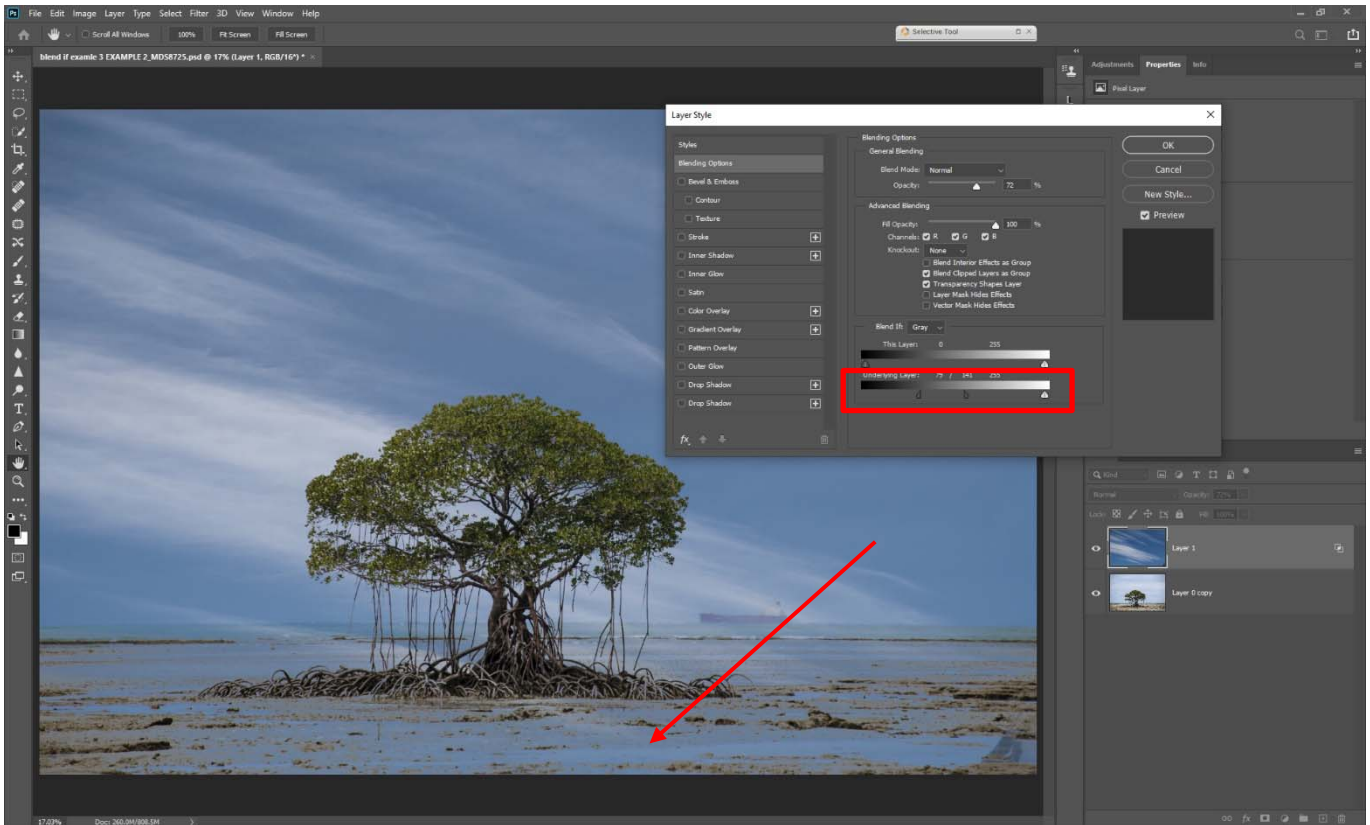 Ps File Edit Image Layer Type Select Filter 3D View Window Help
Scroll All Windows 100% Fit Screen Fill Screen
Selective Tool
blend if examle 3 EXAMPLE 2_MDS8725.psd @ 17% (Layer 1, RGB/16*) *
Adjustments Properties Info
Pixel Layer
Layer Style
Styles
Blending Options
Bevel & Emboss
Contour
Texture
Stroke
Inner Shadow
Inner Glow
Satin
Color Overlay
Gradient Overlay
Pattern Overlay
Outer Glow
Drop Shadow
Drop Shadow
fx
Blending Options
General Blending
Blend Mode: Normal
Opacity: 72 %
Advanced Blending
Fill Opacity: 100 %
Channels: R G B
Knockout: None
Blend Interior Effects as Group
Blend Clipped Layers as Group
Transparency Shapes Layer
Layer Mask Hides Effects
Vector Mask Hides Effects
Blend If: Gray
This Layer: 0 255
Underlying Layer: 75 / 141 255
OK
Cancel
New Style...
Preview
Kind
Normal Opacity: 72%
Lock: Fill: 100%
Layer 1
Layer 0 copy
17.03% Doc: 260.0M/808.5M